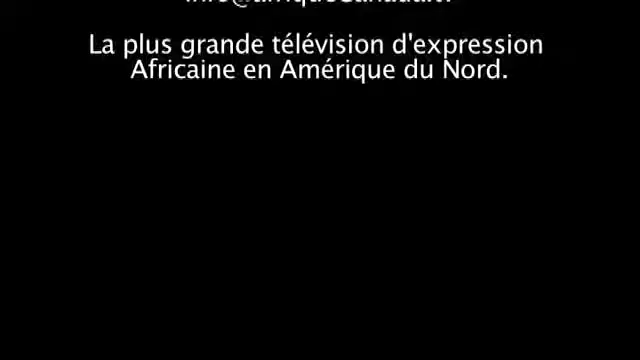 La plus grande télévision d'expression
Africaine en Amérique du Nord.